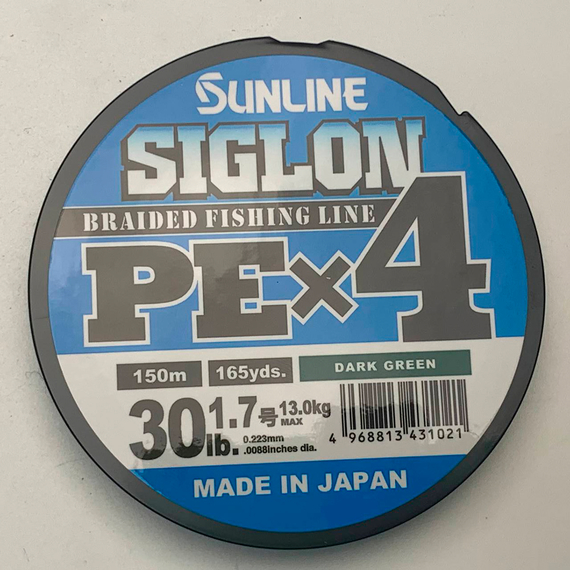 SUNLINE
SIGLON
BRAIDED FISHING LINE
PE×4
150m 165yds. DARK GREEN
30lb. 1.7号 13.0kg MAX
0.223mm
.0088inches dia.
4 968813 431021
MADE IN JAPAN